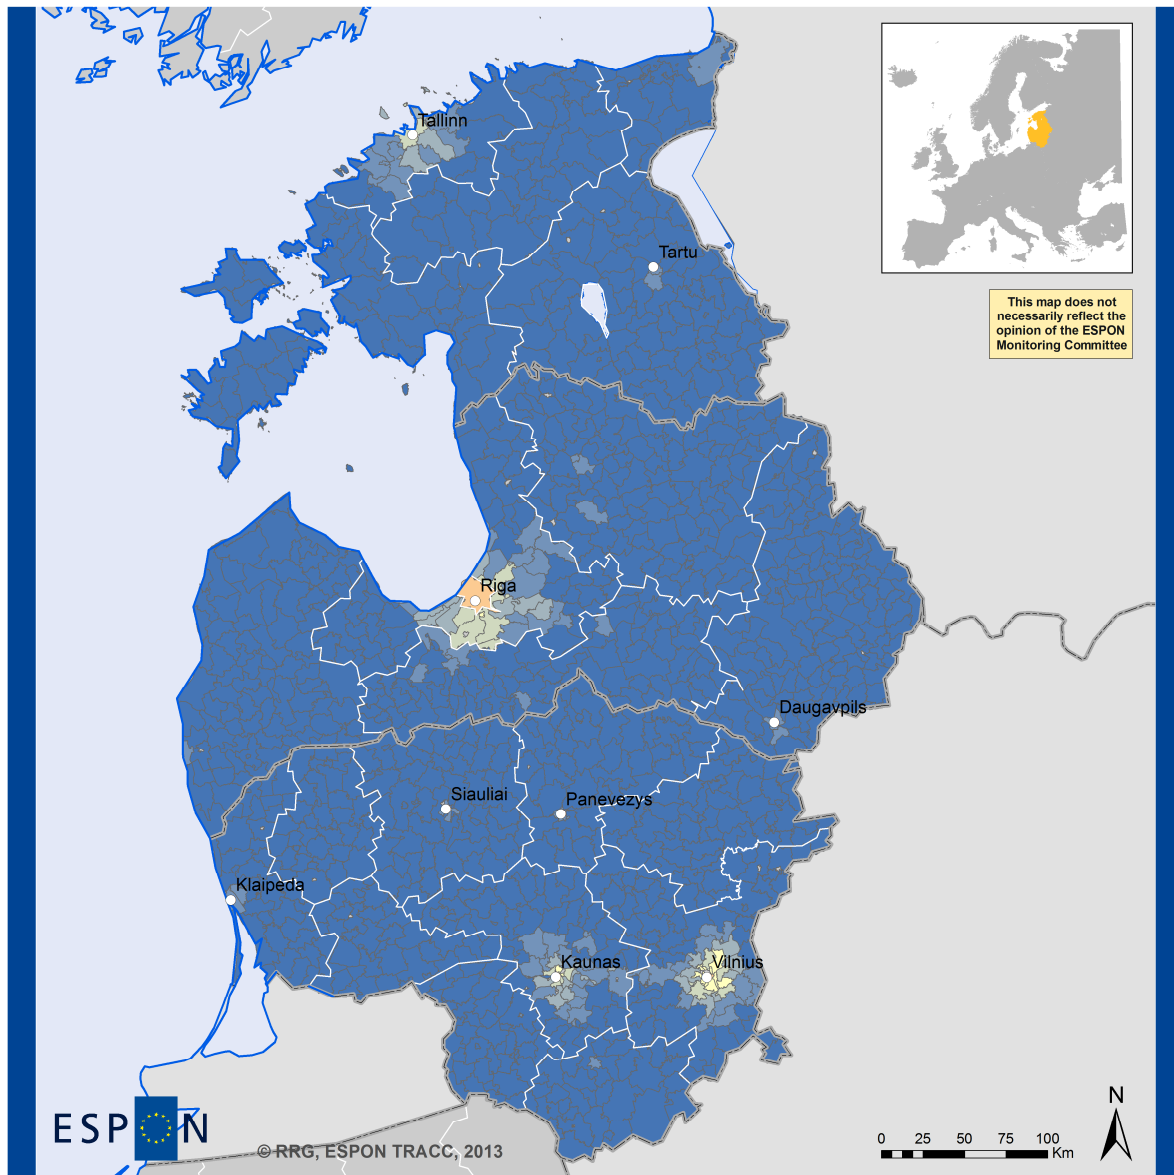 Tallinn
Tartu
This map does not
necessarily reflect the
opinion of the ESPON
Monitoring Committee
Riga
Daugavpils
Siauliai
Panevezys
Klaipeda
Kaunas
Vilnius
ESPON
© RRG, ESPON TRACC, 2013
N
0 25 50 75 100
Km